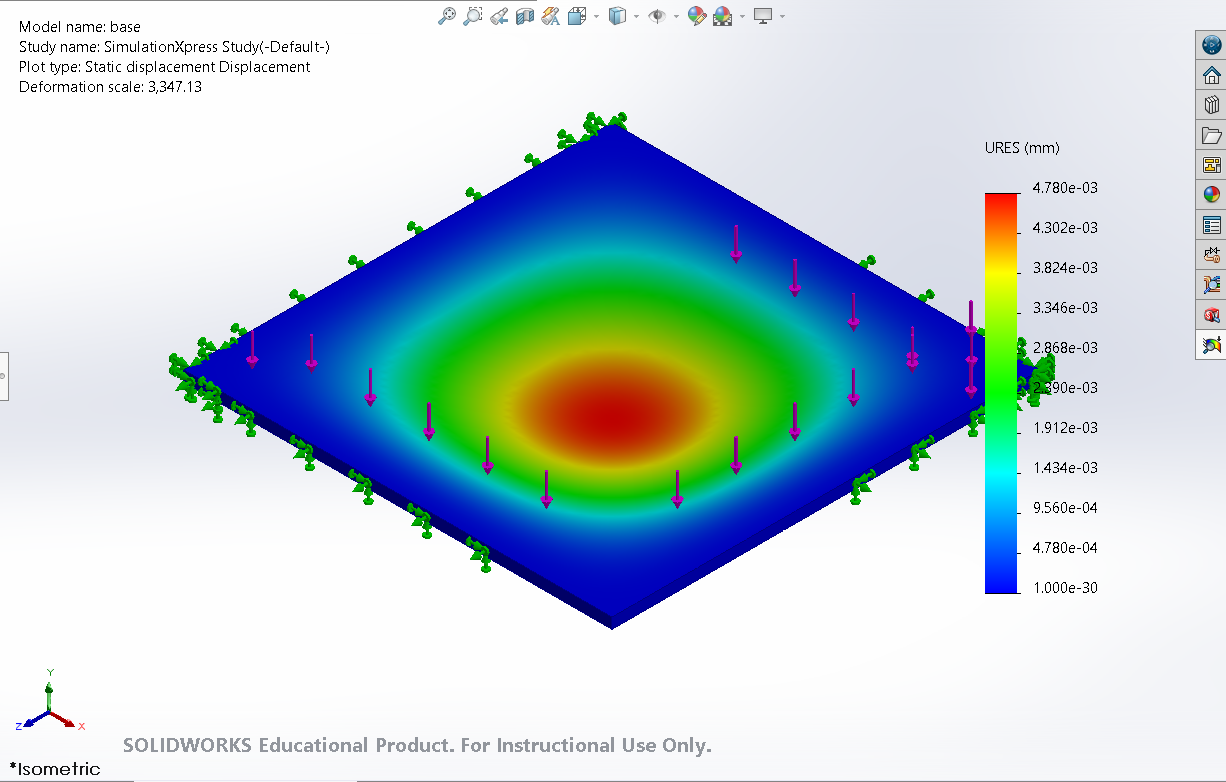 Model name: base
Study name: SimulationXpress Study(-Default-)
Plot type: Static displacement Displacement
Deformation scale: 3,347.13
URES (mm)
4.780e-03
4.302e-03
3.824e-03
3.346e-03
2.868e-03
2.390e-03
1.912e-03
1.434e-03
9.560e-04
4.780e-04
1.000e-30
Y
Z
X
SOLIDWORKS Educational Product. For Instructional Use Only.
*Isometric